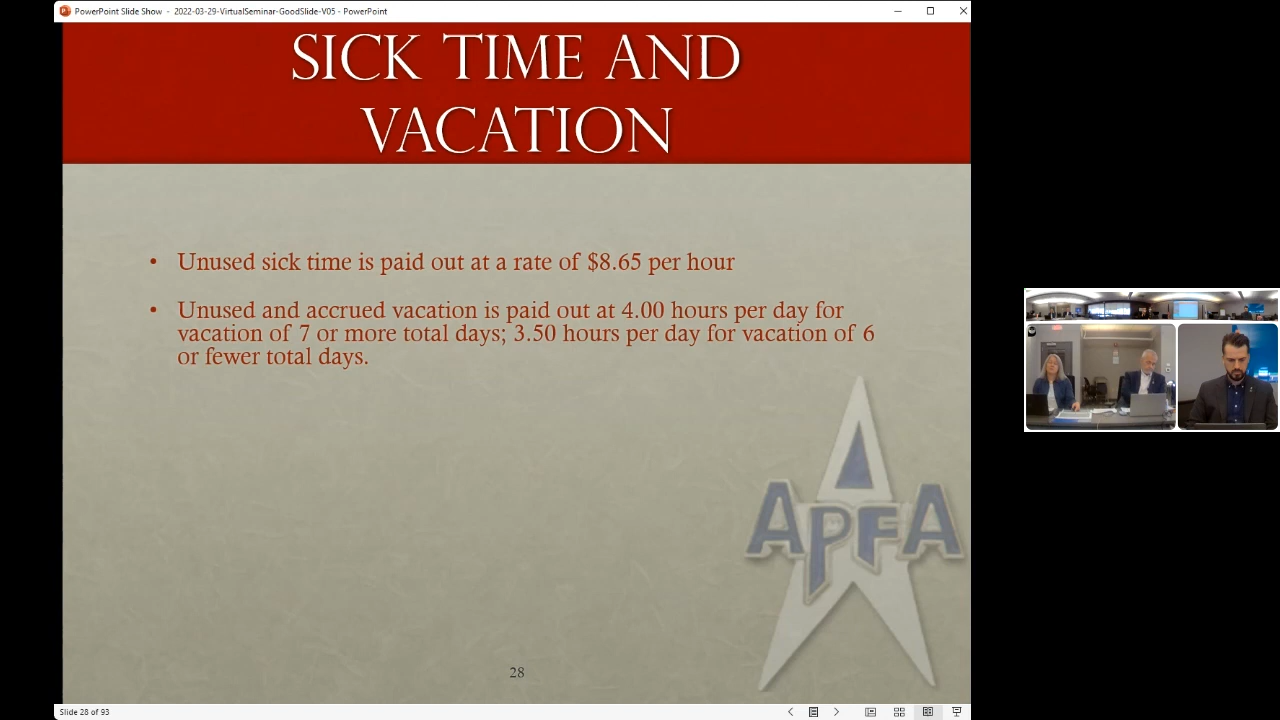 PowerPoint Slide Show - 2022-03-29-VirtualSeminar-GoodSlide-V05 - PowerPoint
SICK TIME AND
VACATION
• Unused sick time is paid out at a rate of $8.65 per hour
• Unused and accrued vacation is paid out at 4.00 hours per day for
vacation of 7 or more total days; 3.50 hours per day for vacation of 6
or fewer total days.
APFA
28
Slide 28 of 93